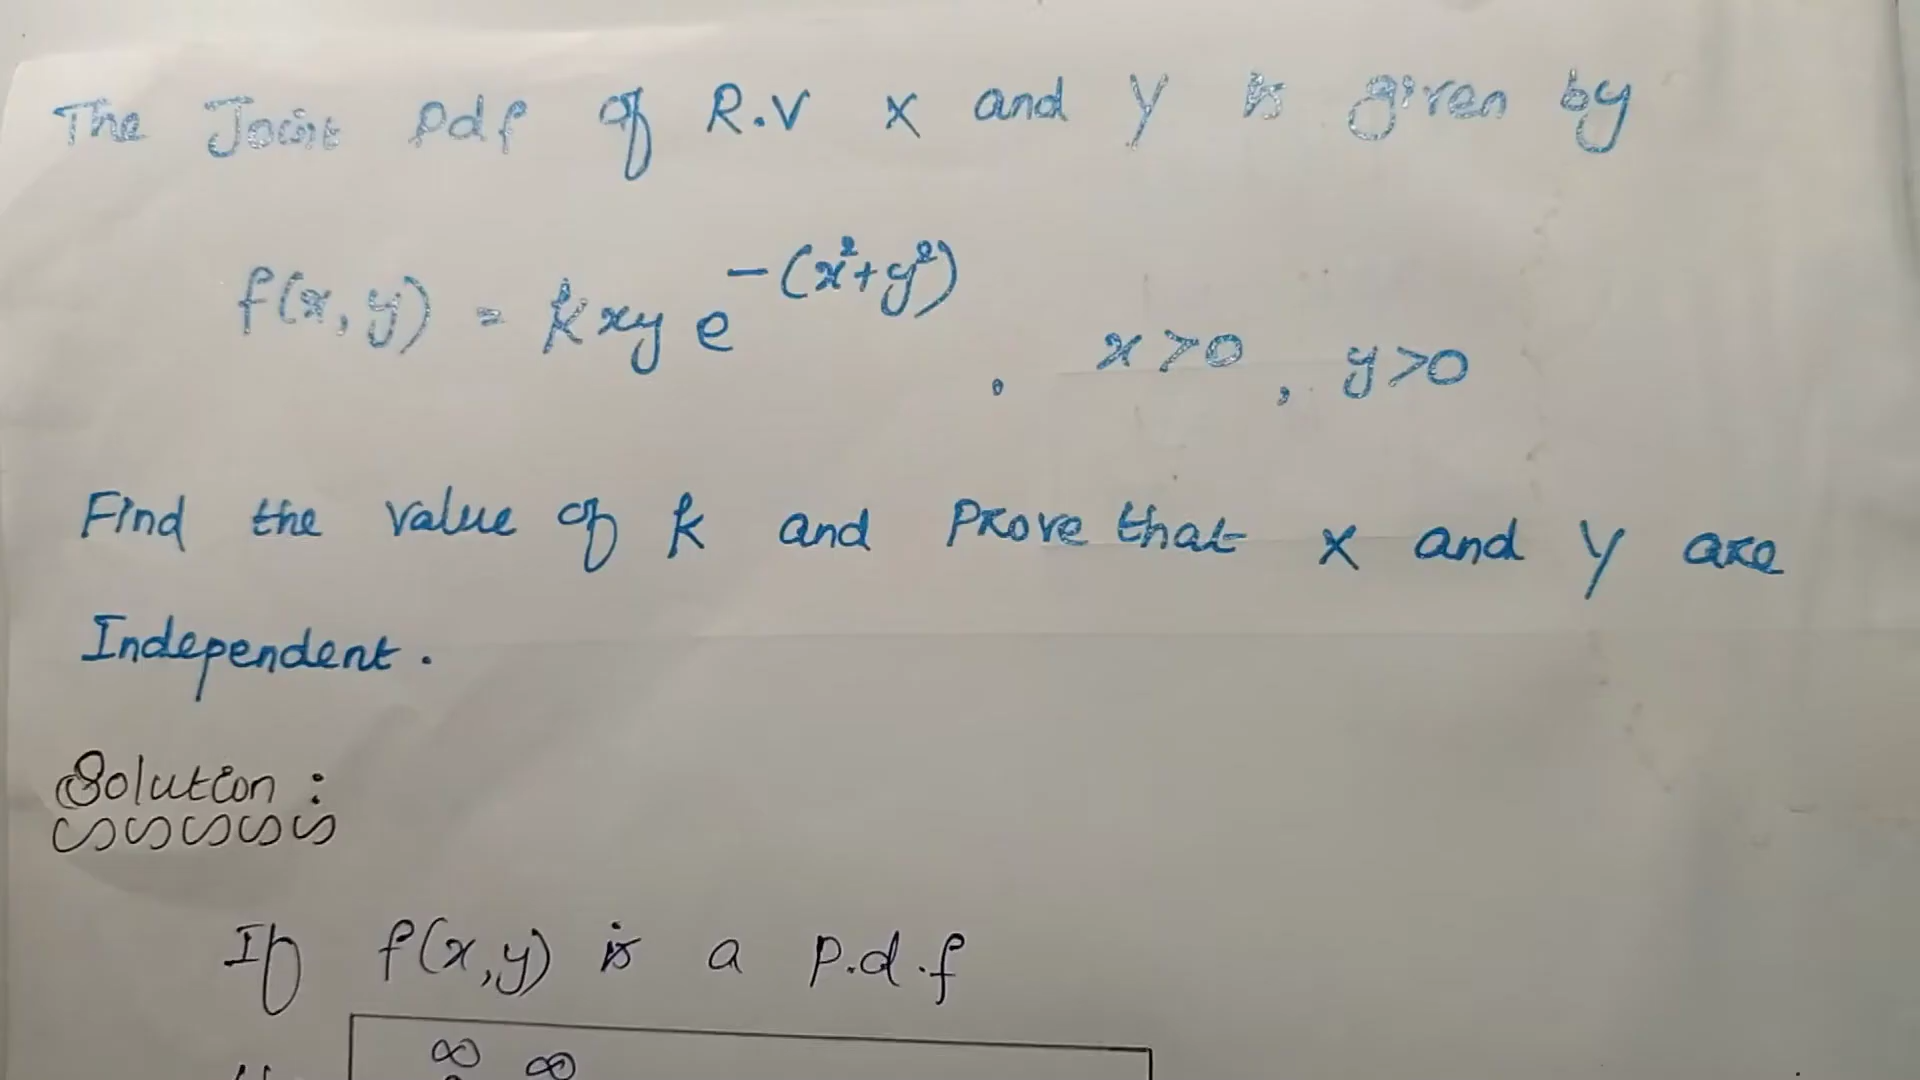 The Joint Pdf of R.V X and Y is given by
f(x, y) = kxy e^{-(x²+y²)}, x>0, y>0
Find the value of k and Prove that X and Y are
Independent.
Solution:
If f(x,y) is a p.d.f
∞ ∞